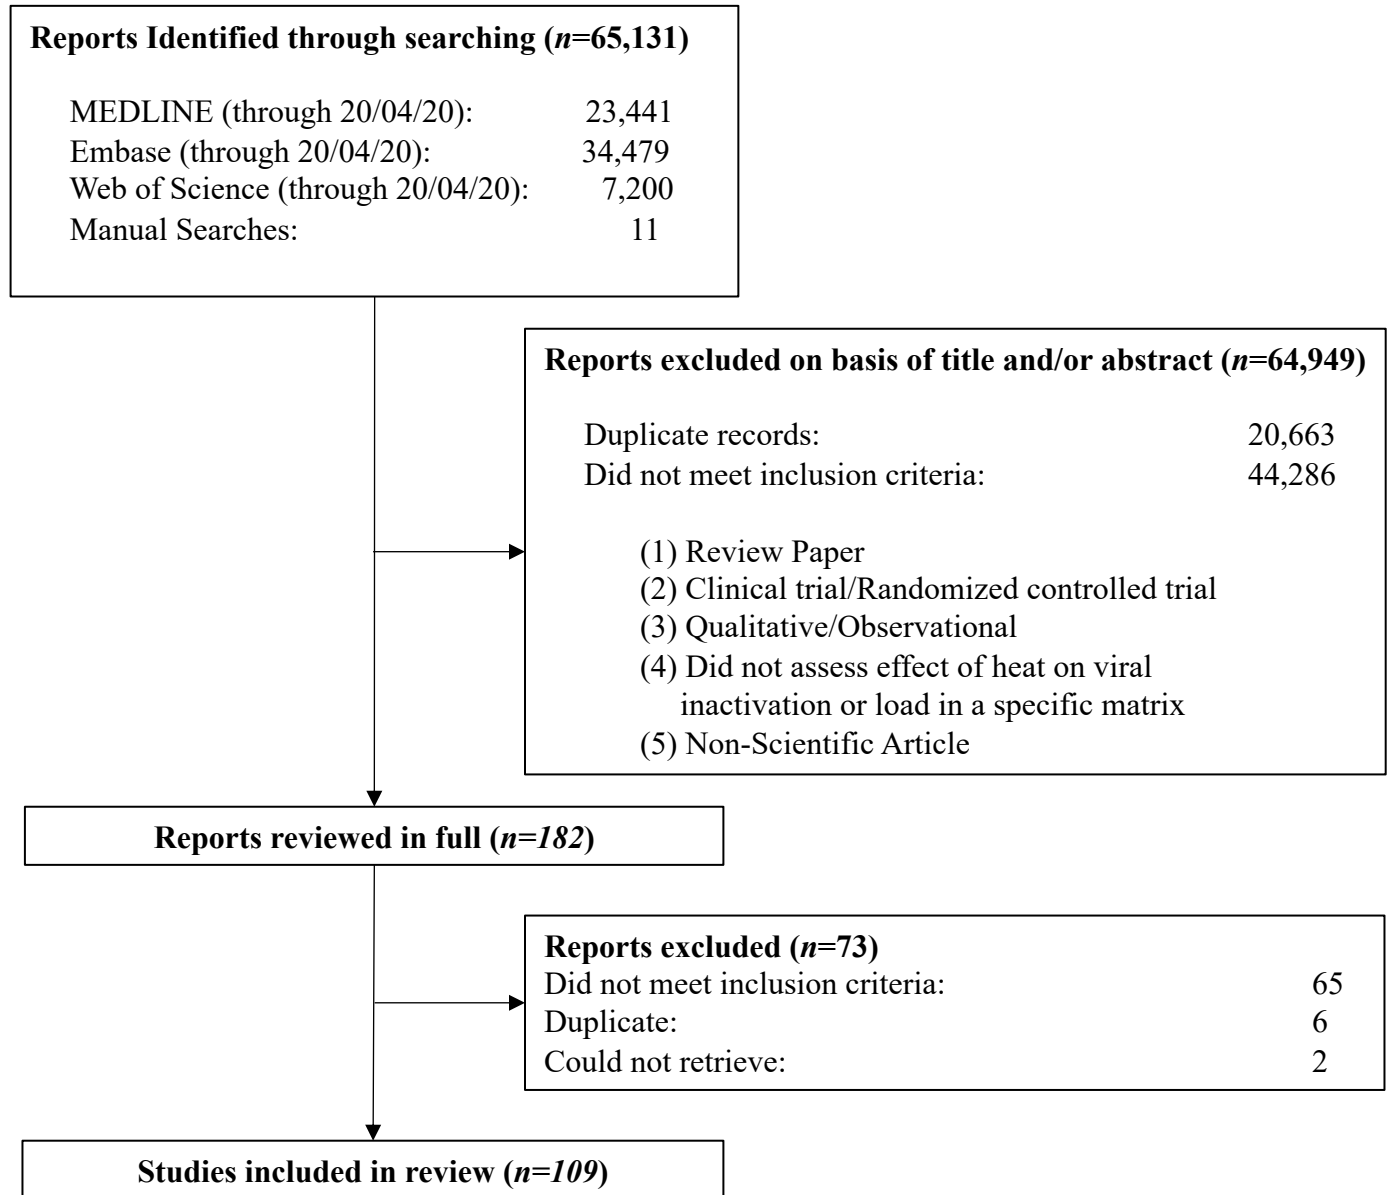 Reports Identified through searching (n=65,131)
MEDLINE (through 20/04/20): 23,441
Embase (through 20/04/20): 34,479
Web of Science (through 20/04/20): 7,200
Manual Searches: 11
Reports excluded on basis of title and/or abstract (n=64,949)
Duplicate records: 20,663
Did not meet inclusion criteria: 44,286
(1) Review Paper
(2) Clinical trial/Randomized controlled trial
(3) Qualitative/Observational
(4) Did not assess effect of heat on viral
inactivation or load in a specific matrix
(5) Non-Scientific Article
Reports reviewed in full (n=182)
Reports excluded (n=73)
Did not meet inclusion criteria: 65
Duplicate: 6
Could not retrieve: 2
Studies included in review (n=109)